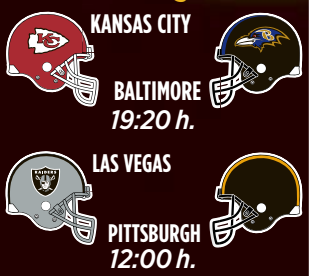 KANSAS CITY
BALTIMORE
19:20 h.
RAIDERS
LAS VEGAS
PITTSBURGH
12:00 h.